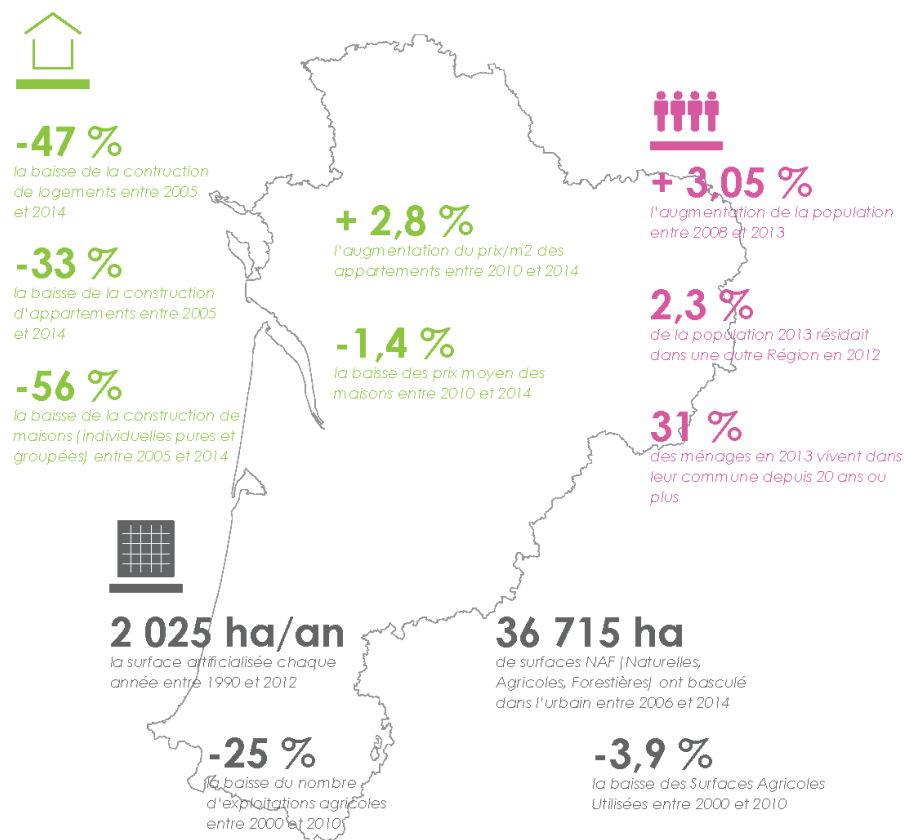 -47 %
la baisse de la contruction
de logements entre 2005
et 2014
-33 %
la baisse de la construction
d'appartements entre 2005
et 2014
-56 %
la baisse de la construction de
maisons (individuelles pures et
groupées) entre 2005 et 2014
+ 2,8 %
l'augmentation du prix/m2 des
appartements entre 2010 et 2014
-1,4 %
la baisse des prix moyen des
maisons entre 2010 et 2014
+ 3,05 %
l'augmentation de la population
entre 2008 et 2013
2,3 %
de la population 2013 résidait
dans une autre Région en 2012
31 %
des ménages en 2013 vivent dans
leur commune depuis 20 ans ou
plus
2 025 ha/an
la surface artificialisée chaque
année entre 1990 et 2012
36 715 ha
de surfaces NAF (Naturelles,
Agricoles, Forestières) ont basculé
dans l'urbain entre 2006 et 2014
-25 %
la baisse du nombre
d'exploitations agricoles
entre 2000 et 2010
-3,9 %
la baisse des Surfaces Agricoles
Utilisées entre 2000 et 2010